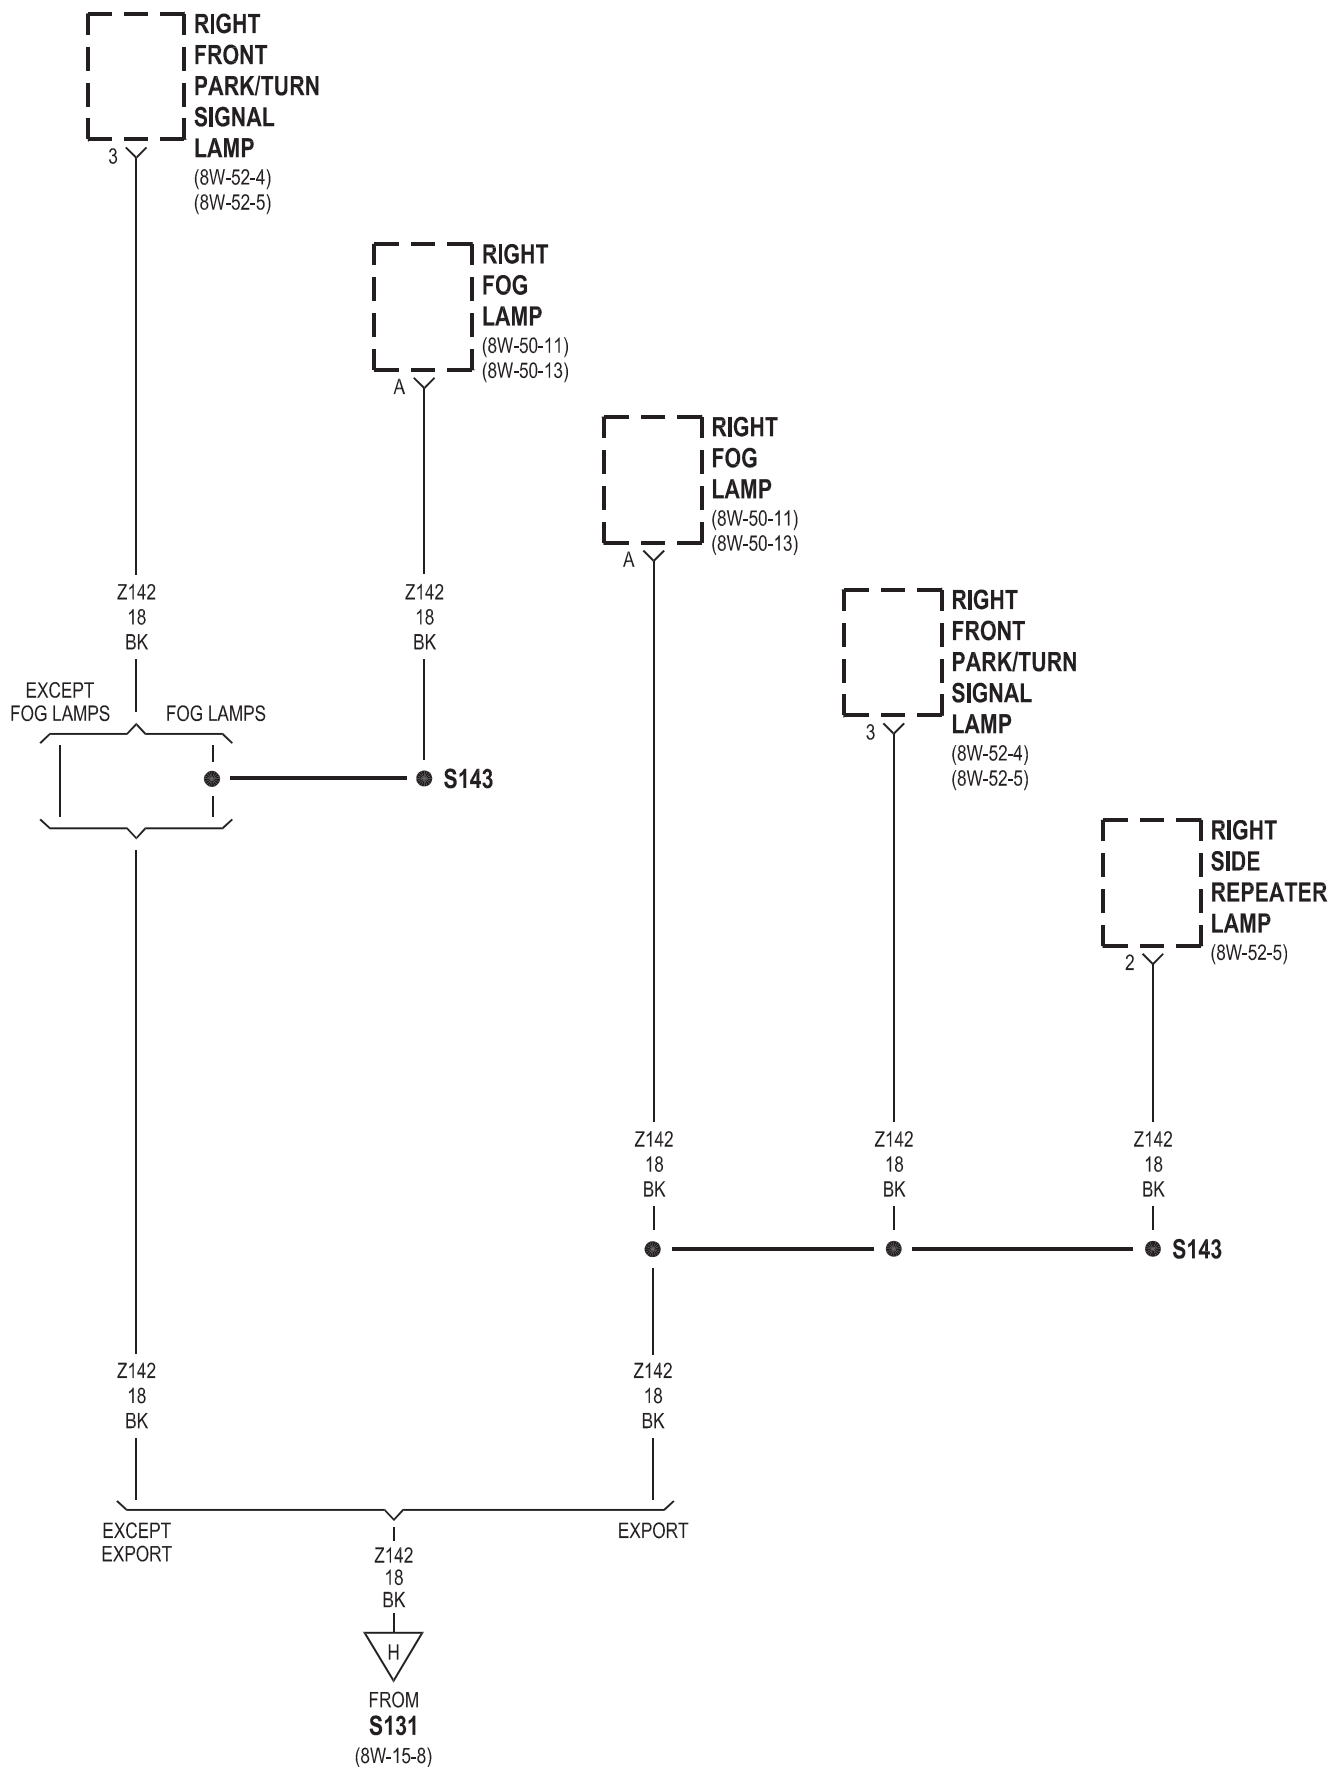 RIGHT
FRONT
PARK/TURN
SIGNAL
LAMP
(8W-52-4)
(8W-52-5)
3
RIGHT
FOG
LAMP
(8W-50-11)
(8W-50-13)
A
RIGHT
FOG
LAMP
(8W-50-11)
(8W-50-13)
A
Z142
18
BK
Z142
18
BK
RIGHT
FRONT
PARK/TURN
SIGNAL
LAMP
(8W-52-4)
(8W-52-5)
3
EXCEPT
FOG LAMPS
FOG LAMPS
S143
RIGHT
SIDE
REPEATER
LAMP
(8W-52-5)
2
Z142
18
BK
Z142
18
BK
Z142
18
BK
S143
Z142
18
BK
Z142
18
BK
EXCEPT
EXPORT
EXPORT
Z142
18
BK
H
FROM
S131
(8W-15-8)